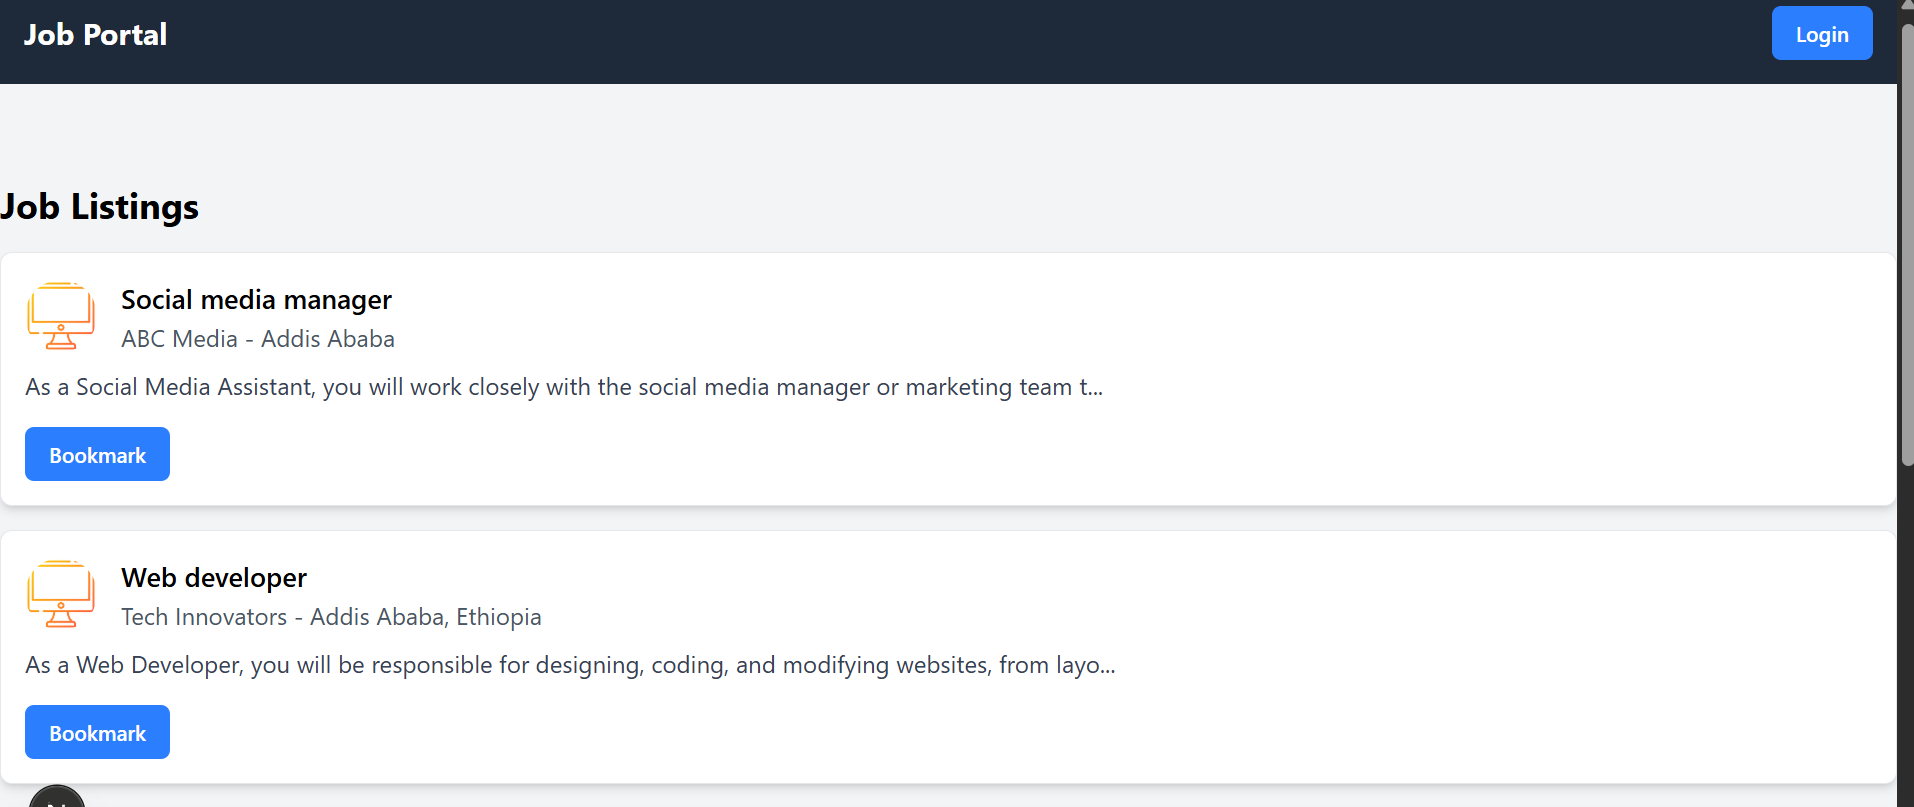 Job Portal
Login
Job Listings
Social media manager
ABC Media - Addis Ababa
As a Social Media Assistant, you will work closely with the social media manager or marketing team t...
Bookmark
Web developer
Tech Innovators - Addis Ababa, Ethiopia
As a Web Developer, you will be responsible for designing, coding, and modifying websites, from layo...
Bookmark